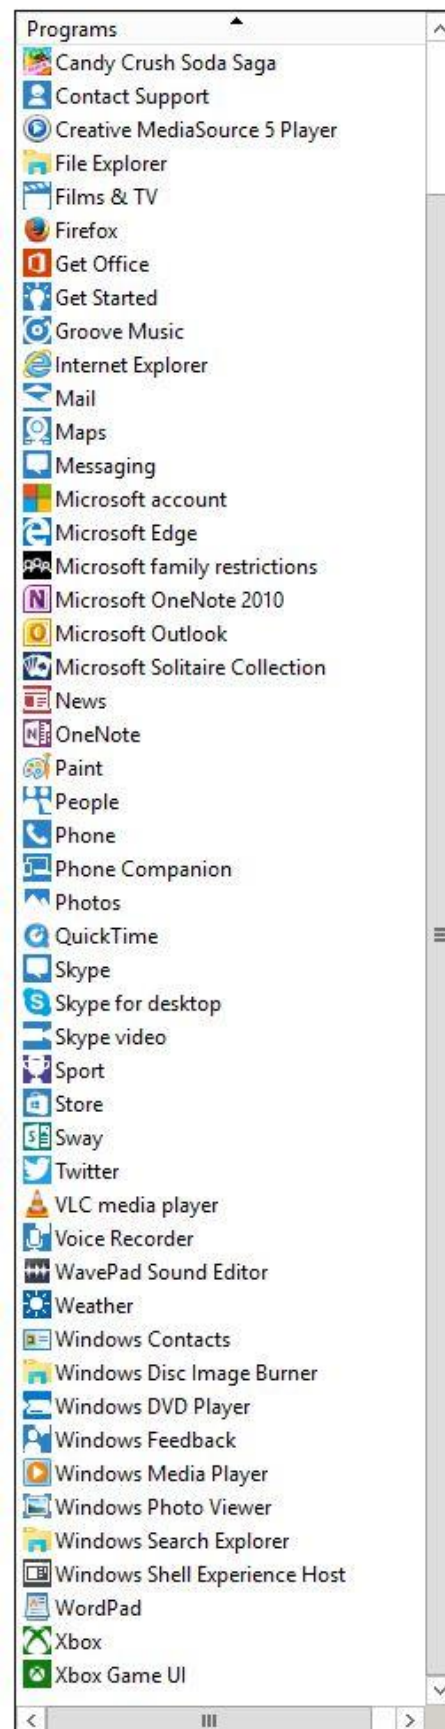 Programs
Candy Crush Soda Saga
Contact Support
Creative MediaSource 5 Player
File Explorer
Films & TV
Firefox
Get Office
Get Started
Groove Music
Internet Explorer
Mail
Maps
Messaging
Microsoft account
Microsoft Edge
Microsoft family restrictions
Microsoft OneNote 2010
Microsoft Outlook
Microsoft Solitaire Collection
News
OneNote
Paint
People
Phone
Phone Companion
Photos
QuickTime
Skype
Skype for desktop
Skype video
Sport
Store
Sway
Twitter
VLC media player
Voice Recorder
WavePad Sound Editor
Weather
Windows Contacts
Windows Disc Image Burner
Windows DVD Player
Windows Feedback
Windows Media Player
Windows Photo Viewer
Windows Search Explorer
Windows Shell Experience Host
WordPad
Xbox
Xbox Game UI